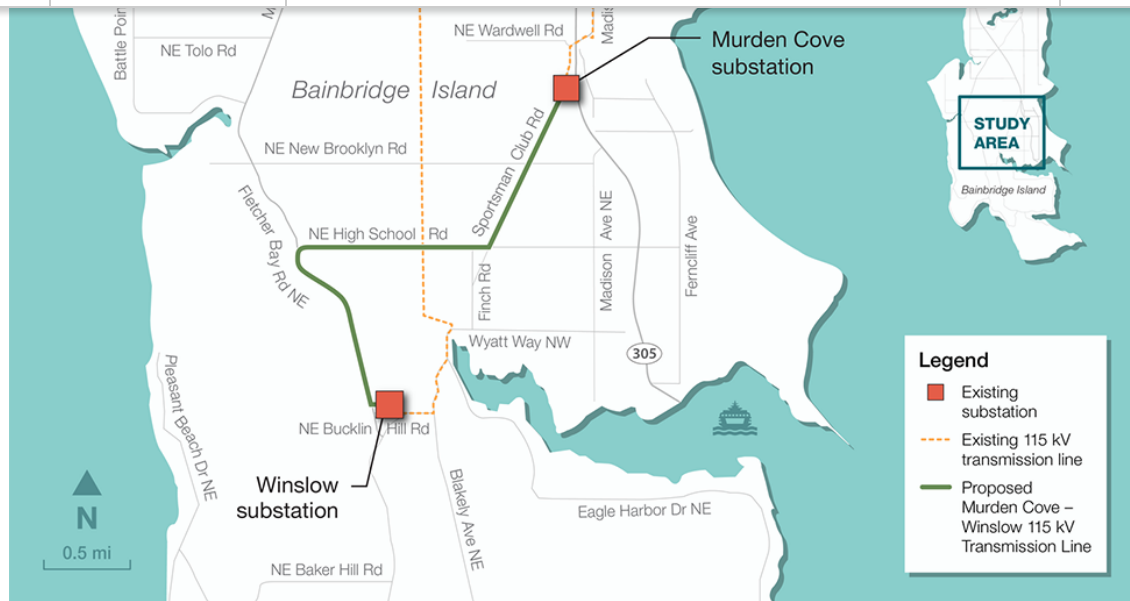 NE Wardwell Rd
Murden Cove
substation
Battle Poin
NE Tolo Rd
Madis
Bainbridge Island
STUDY
AREA
Bainbridge Island
NE New Brooklyn Rd
Sportsman Club Rd
Fletcher Bay Rd NE
NE High School Rd
Finch Rd
Madison Ave NE
Ferncliff Ave
Wyatt Way NW
305
Pleasant Beach Dr NE
NE Bucklin Hill Rd
Winslow
substation
Blakely Ave NE
Eagle Harbor Dr NE
NE Baker Hill Rd
N
0.5 mi
Legend
Existing
substation
Existing 115 kV
transmission line
Proposed
Murden Cove –
Winslow 115 kV
Transmission Line